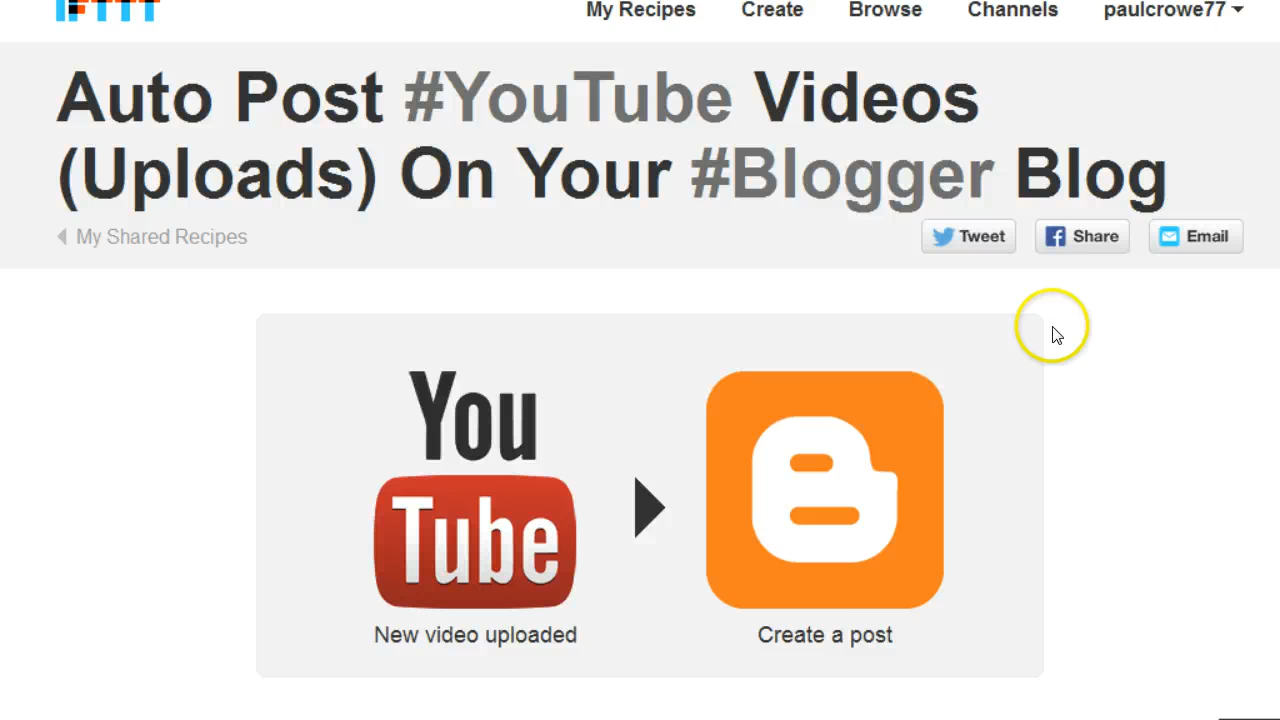 IFTTT
My Recipes Create Browse Channels paulcrowe77
Auto Post #YouTube Videos
(Uploads) On Your #Blogger Blog
My Shared Recipes
Tweet Share Email
You
Tube
New video uploaded
Create a post